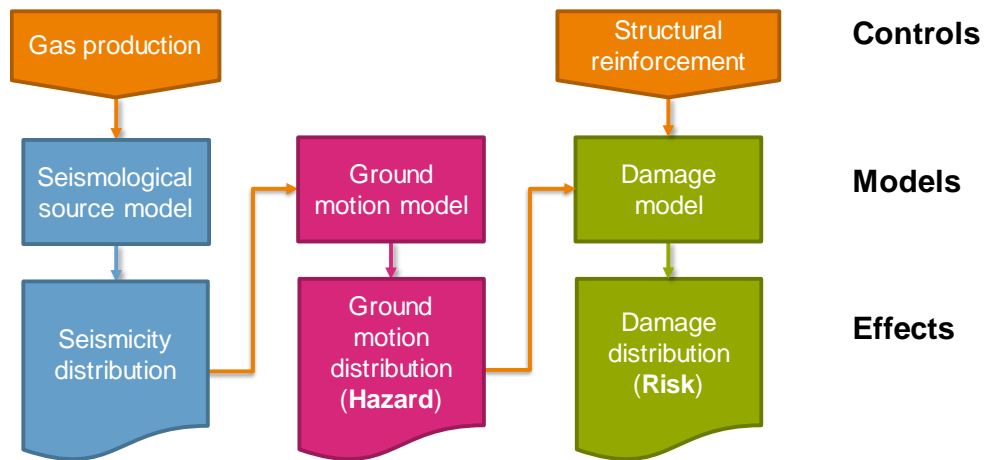 Gas production
Structural
reinforcement
Controls
Seismological
source model
Ground
motion model
Damage
model
Models
Seismicity
distribution
Ground
motion
distribution
(Hazard)
Damage
distribution
(Risk)
Effects